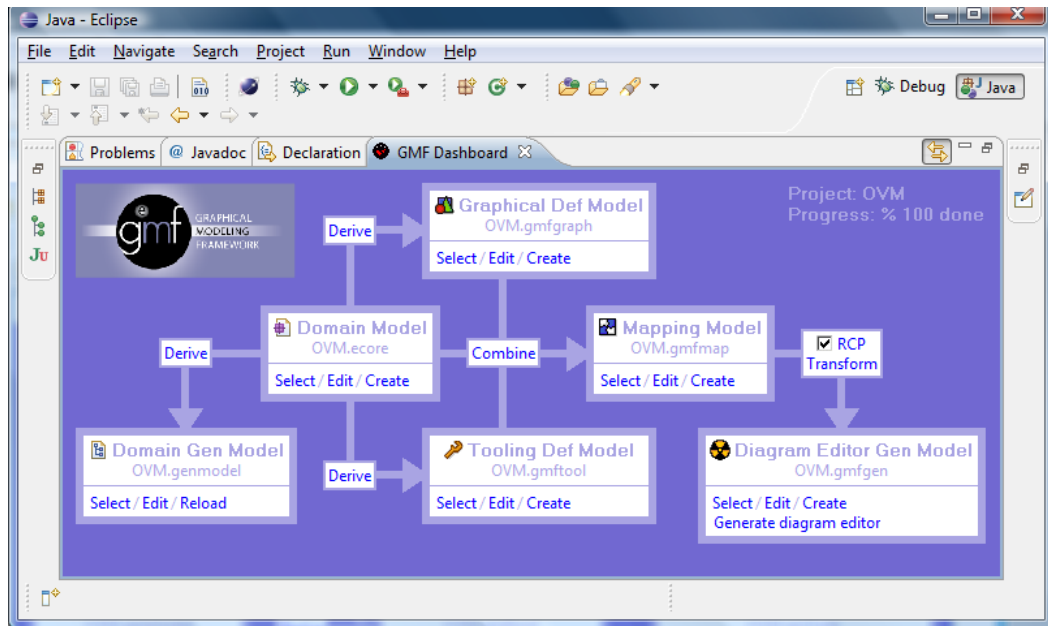 Java - Eclipse
File Edit Navigate Search Project Run Window Help
010
Debug Java
Problems @ Javadoc Declaration GMF Dashboard
Ju
e gmf
GRAPHICAL
MODELING
FRAMEWORK
Project: OVM
Progress: % 100 done
Derive
Graphical Def Model
OVM.gmfgraph
Select / Edit / Create
Derive
Domain Model
OVM.ecore
Select / Edit / Create
Combine
Mapping Model
OVM.gmfmap
Select / Edit / Create
RCP
Transform
Domain Gen Model
OVM.genmodel
Select / Edit / Reload
Derive
Tooling Def Model
OVM.gmftool
Select / Edit / Create
Diagram Editor Gen Model
OVM.gmfgen
Select / Edit / Create
Generate diagram editor